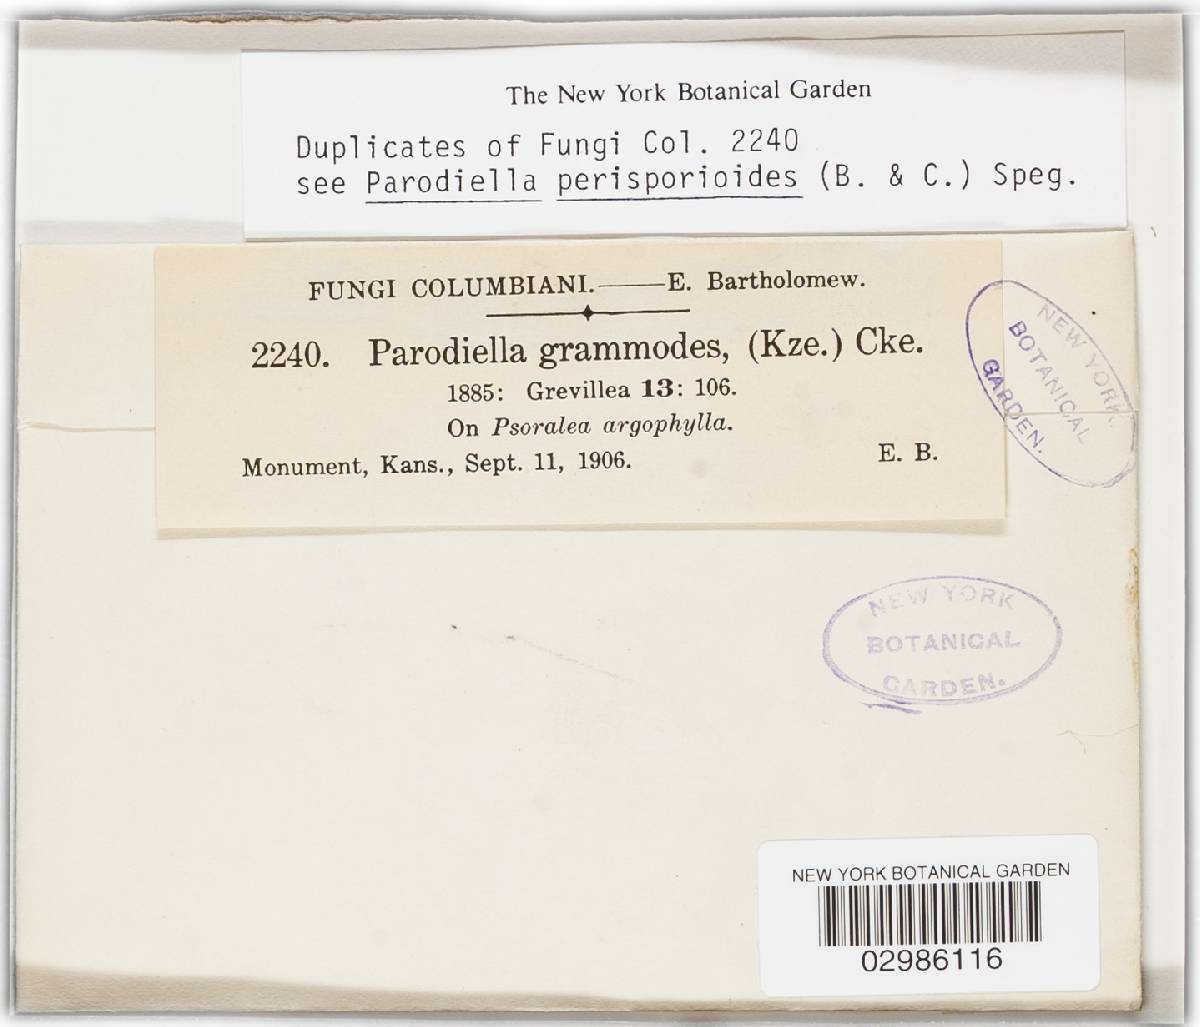 The New York Botanical Garden
Duplicates of Fungi Col. 2240
see Parodiella perisporioides (B. & C.) Speg.
FUNGI COLUMBIANI.——E. Bartholomew.
2240. Parodiella grammodes, (Kze.) Cke.
1885: Grevillea 13: 106.
On Psoralea argophylla.
Monument, Kans., Sept. 11, 1906. E. B.
NEW YORK
BOTANICAL
GARDEN.
NEW YORK
BOTANICAL
GARDEN.
NEW YORK BOTANICAL GARDEN
02986116